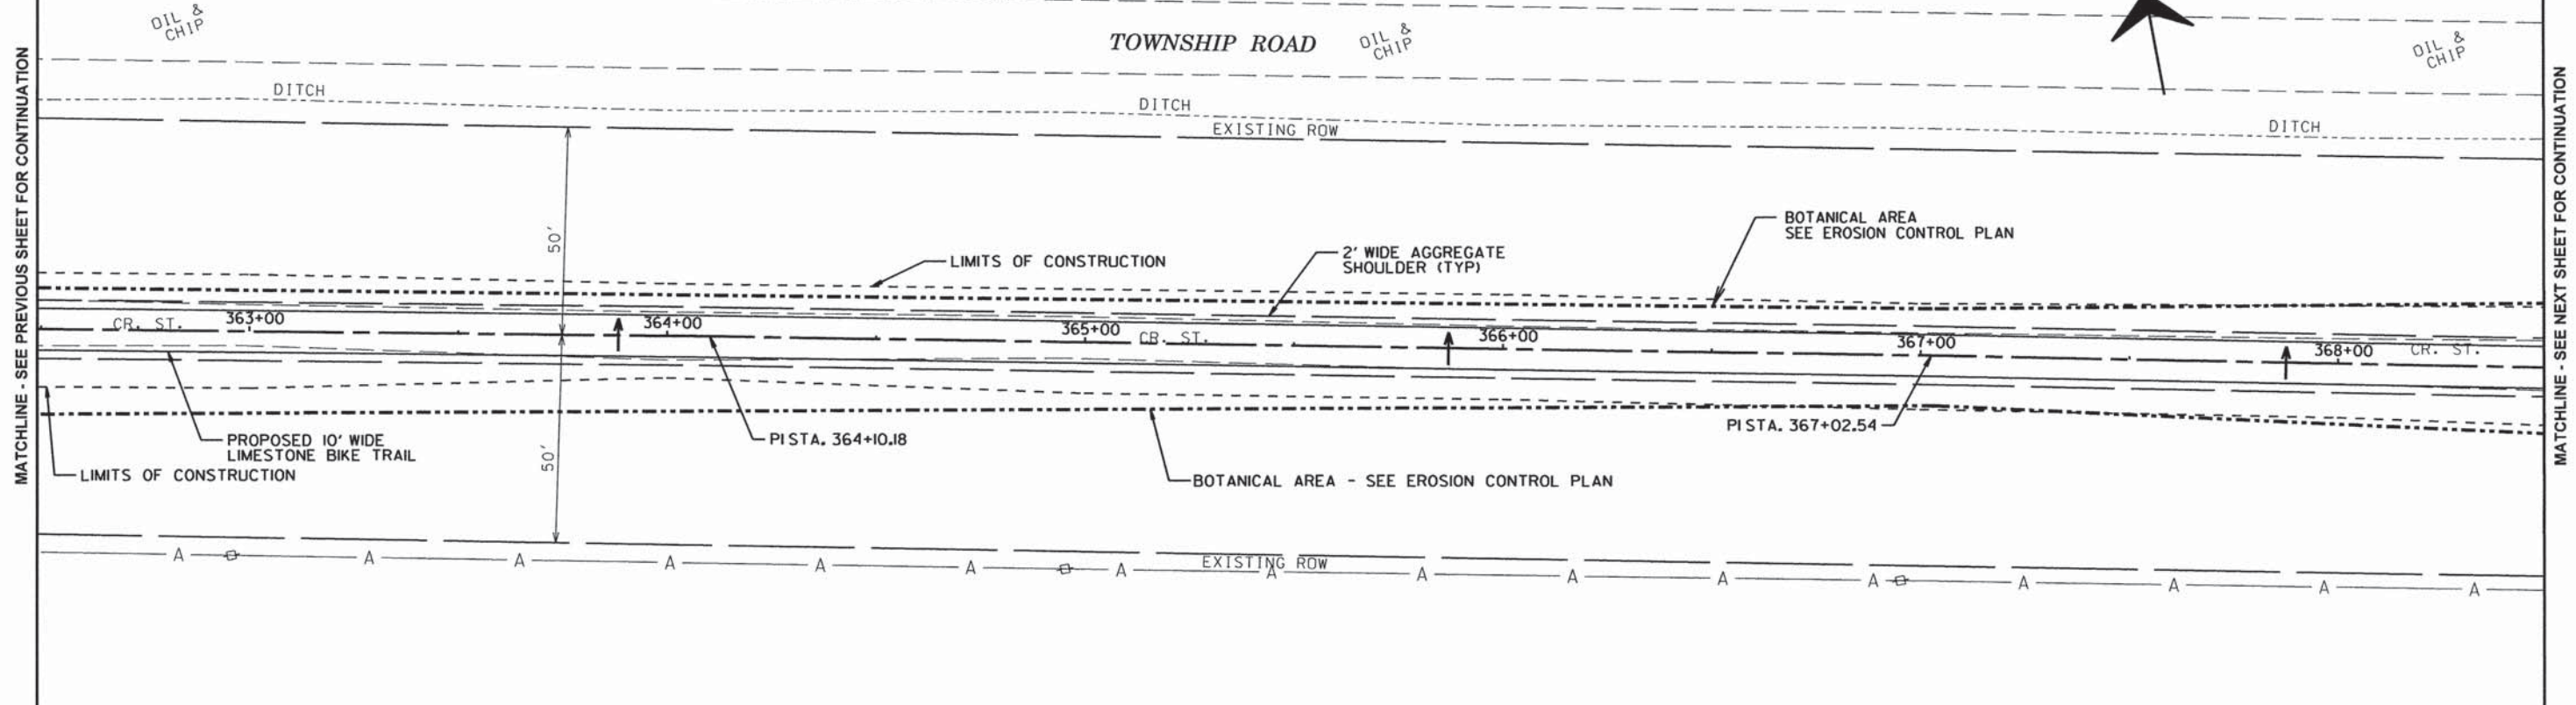 OIL &
CHIP
TOWNSHIP ROAD
OIL &
CHIP
OIL &
CHIP
DITCH
DITCH
DITCH
EXISTING ROW
MATCHLINE - SEE PREVIOUS SHEET FOR CONTINUATION
MATCHLINE - SEE NEXT SHEET FOR CONTINUATION
50'
BOTANICAL AREA
SEE EROSION CONTROL PLAN
LIMITS OF CONSTRUCTION
2' WIDE AGGREGATE
SHOULDER (TYP)
CR. ST.
363+00
364+00
365+00
CR. ST.
366+00
367+00
368+00
CR. ST.
PROPOSED 10' WIDE
LIMESTONE BIKE TRAIL
LIMITS OF CONSTRUCTION
50'
PI STA. 364+10.18
PI STA. 367+02.54
BOTANICAL AREA - SEE EROSION CONTROL PLAN
EXISTING ROW
A A A A A A A A A A A A A A A A